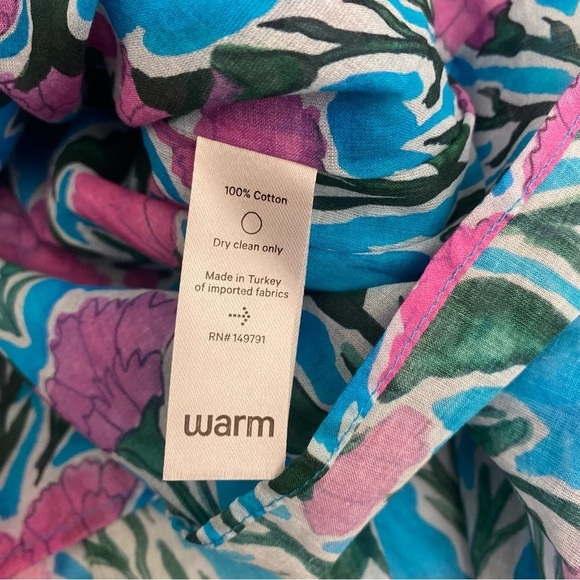 100% Cotton
Dry clean only
Made in Turkey
of imported fabrics
RN# 149791
warm